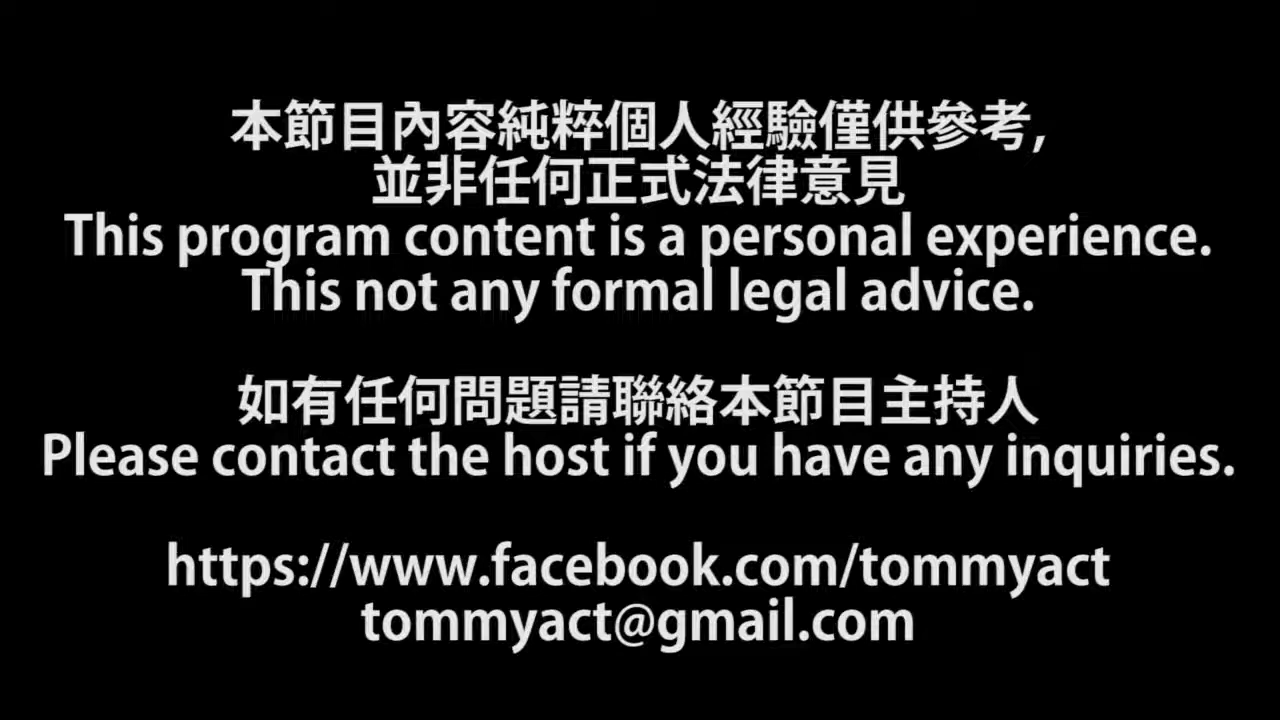 本節目內容純粹個人經驗僅供參考,
並非任何正式法律意見
This program content is a personal experience.
This not any formal legal advice.
如有任何問題請聯絡本節目主持人
Please contact the host if you have any inquiries.
https://www.facebook.com/tommyact
tommyact@gmail.com